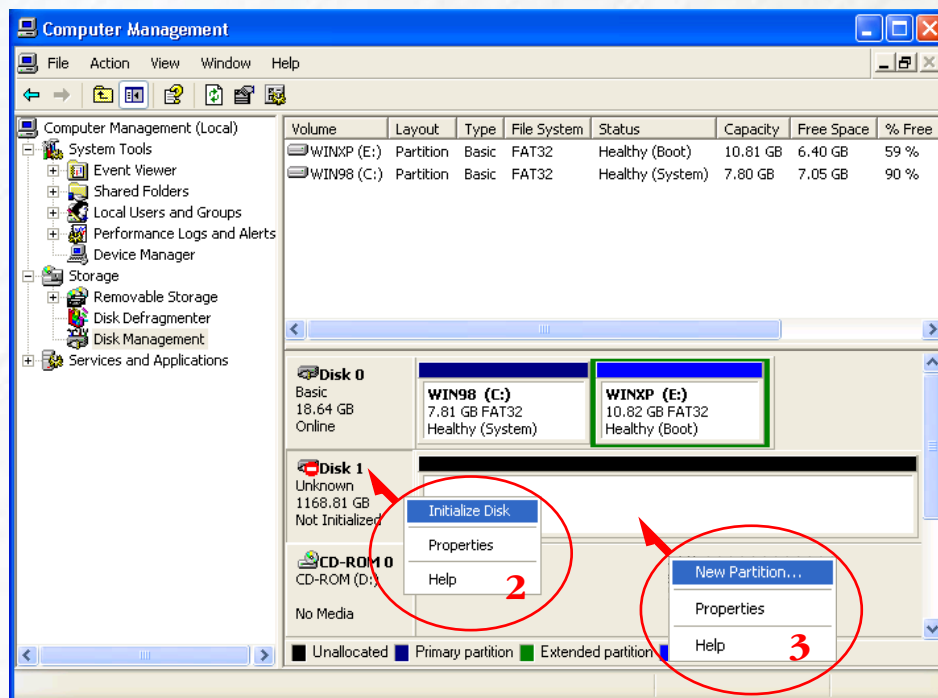 Computer Management
File Action View Window Help
Computer Management (Local)
System Tools
Event Viewer
Shared Folders
Local Users and Groups
Performance Logs and Alerts
Device Manager
Storage
Removable Storage
Disk Defragmenter
Disk Management
Services and Applications
Volume Layout Type File System Status Capacity Free Space % Free
WINXP (E:) Partition Basic FAT32 Healthy (Boot) 10.81 GB 6.40 GB 59 %
WIN98 (C:) Partition Basic FAT32 Healthy (System) 7.80 GB 7.05 GB 90 %
Disk 0
Basic
18.64 GB
Online
WIN98 (C:)
7.81 GB FAT32
Healthy (System)
WINXP (E:)
10.82 GB FAT32
Healthy (Boot)
Disk 1
Unknown
1168.81 GB
Not Initialized
Initialize Disk
Properties
Help
2
CD-ROM 0
CD-ROM (D:)
No Media
New Partition...
Properties
Help
3
Unallocated Primary partition Extended partition